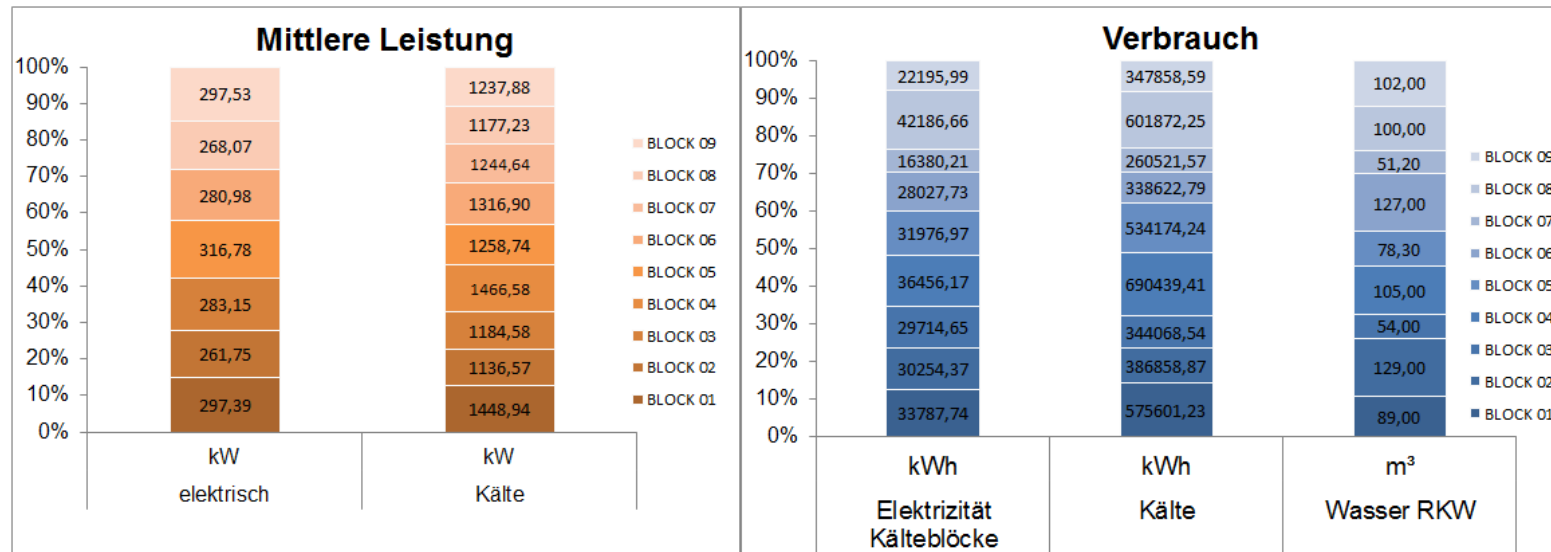 Mittlere Leistung
100%
90%
80%
70%
60%
50%
40%
30%
20%
10%
0%
297,53
268,07
280,98
316,78
283,15
261,75
297,39
1237,88
1177,23
1244,64
1316,90
1258,74
1466,58
1184,58
1136,57
1448,94
kW
kW
elektrisch
Kälte
BLOCK 09
BLOCK 08
BLOCK 07
BLOCK 06
BLOCK 05
BLOCK 04
BLOCK 03
BLOCK 02
BLOCK 01
Verbrauch
100%
90%
80%
70%
60%
50%
40%
30%
20%
10%
0%
22195,99
42186,66
16380,21
28027,73
31976,97
36456,17
29714,65
30254,37
33787,74
347858,59
601872,25
260521,57
338622,79
534174,24
690439,41
344068,54
386858,87
575601,23
102,00
100,00
51,20
127,00
78,30
105,00
54,00
129,00
89,00
kWh
kWh
m³
Elektrizität
Kälteblöcke
Kälte
Wasser RKW
BLOCK 09
BLOCK 08
BLOCK 07
BLOCK 06
BLOCK 05
BLOCK 04
BLOCK 03
BLOCK 02
BLOCK 01